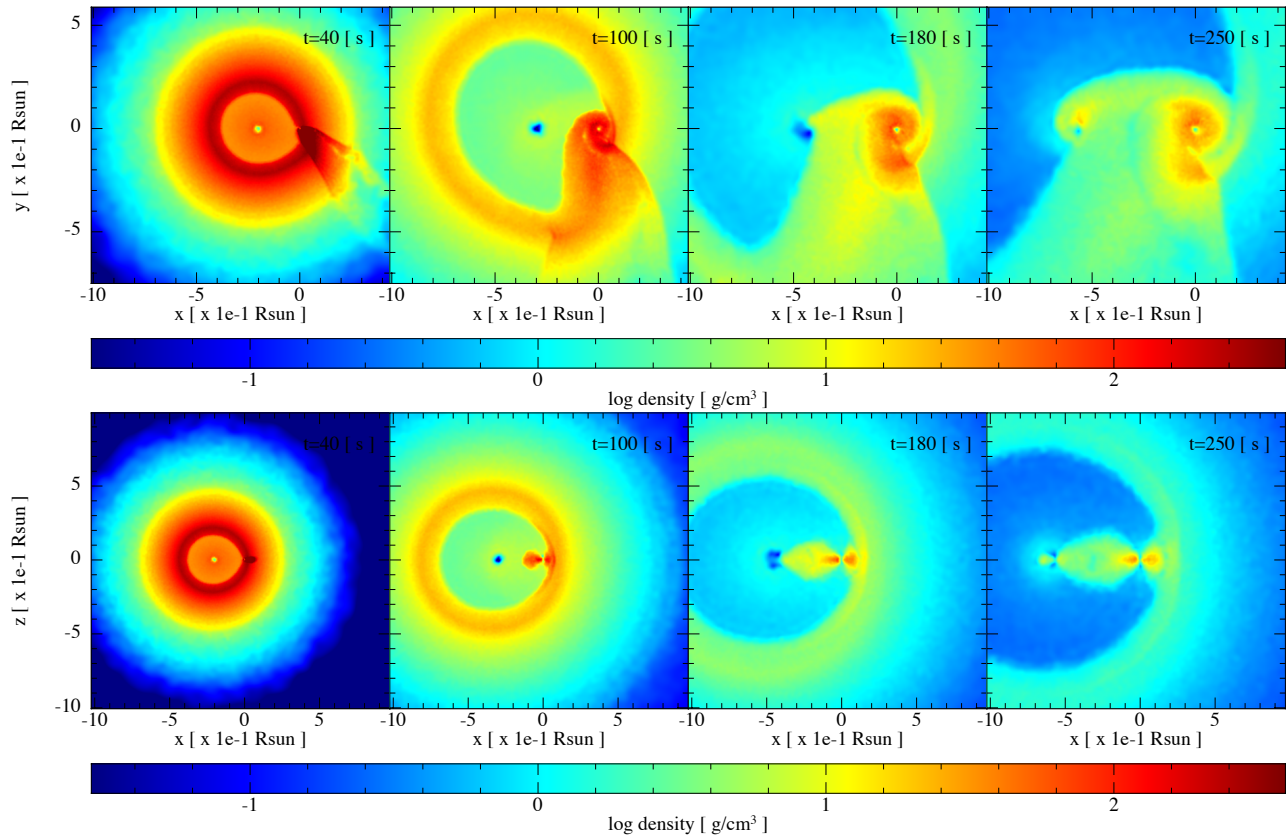 5
t=40 [ s ]
t=100 [ s ]
t=180 [ s ]
t=250 [ s ]
y [ x 1e-1 Rsun ]
0
-5
-10 -5 0 -5 0 -10 -5 0 -10 -5 0
x [ x 1e-1 Rsun ] x [ x 1e-1 Rsun ] x [ x 1e-1 Rsun ] x [ x 1e-1 Rsun ]
-1 0 1 2
log density [ g/cm³ ]
t=40 [ s ]
t=100 [ s ]
t=180 [ s ]
t=250 [ s ]
5
z [ x 1e-1 Rsun ]
0
-5
-10
-10 -5 0 5 -10 -5 0 5 -10 -5 0 5 -10 -5 0 5
x [ x 1e-1 Rsun ] x [ x 1e-1 Rsun ] x [ x 1e-1 Rsun ] x [ x 1e-1 Rsun ]
-1 0 1 2
log density [ g/cm³ ]